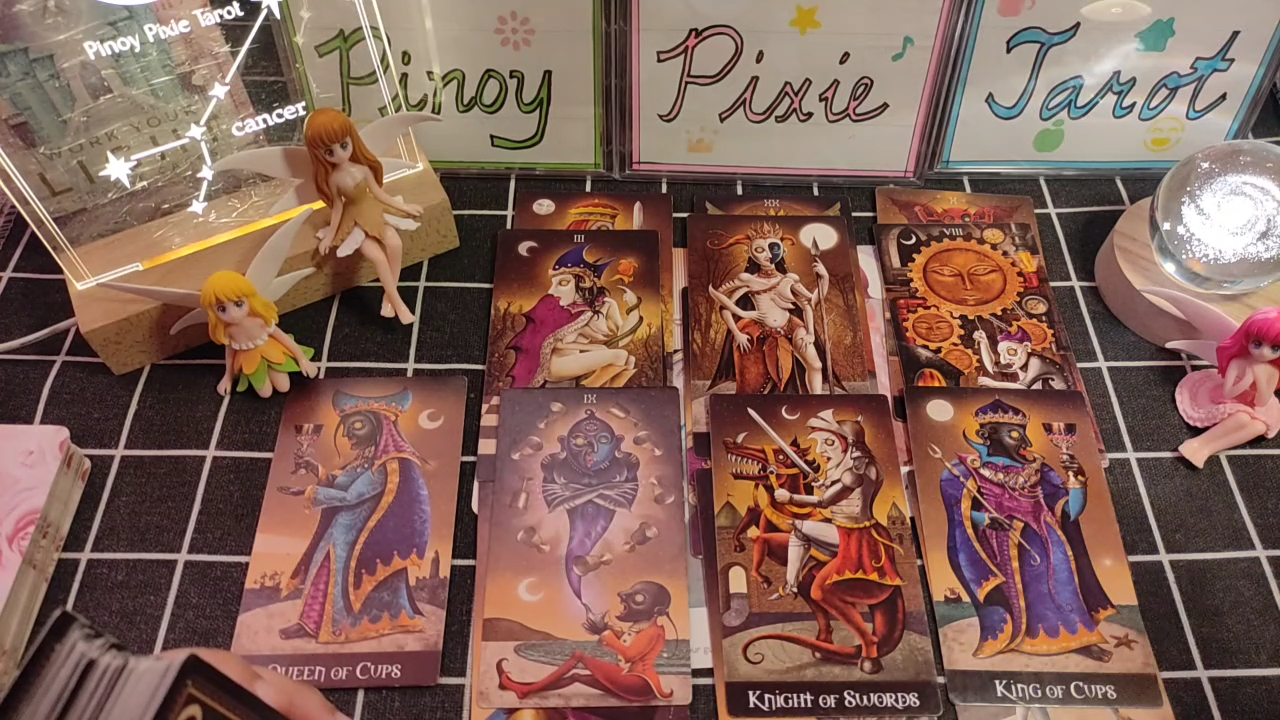 Pinoy Pixie Tarot
cancer
Pinoy
Pixie
Tarot
XX
X
III
VIII
IX
QUEEN OF CUPS
KNIGHT OF SWORDS
KING OF CUPS